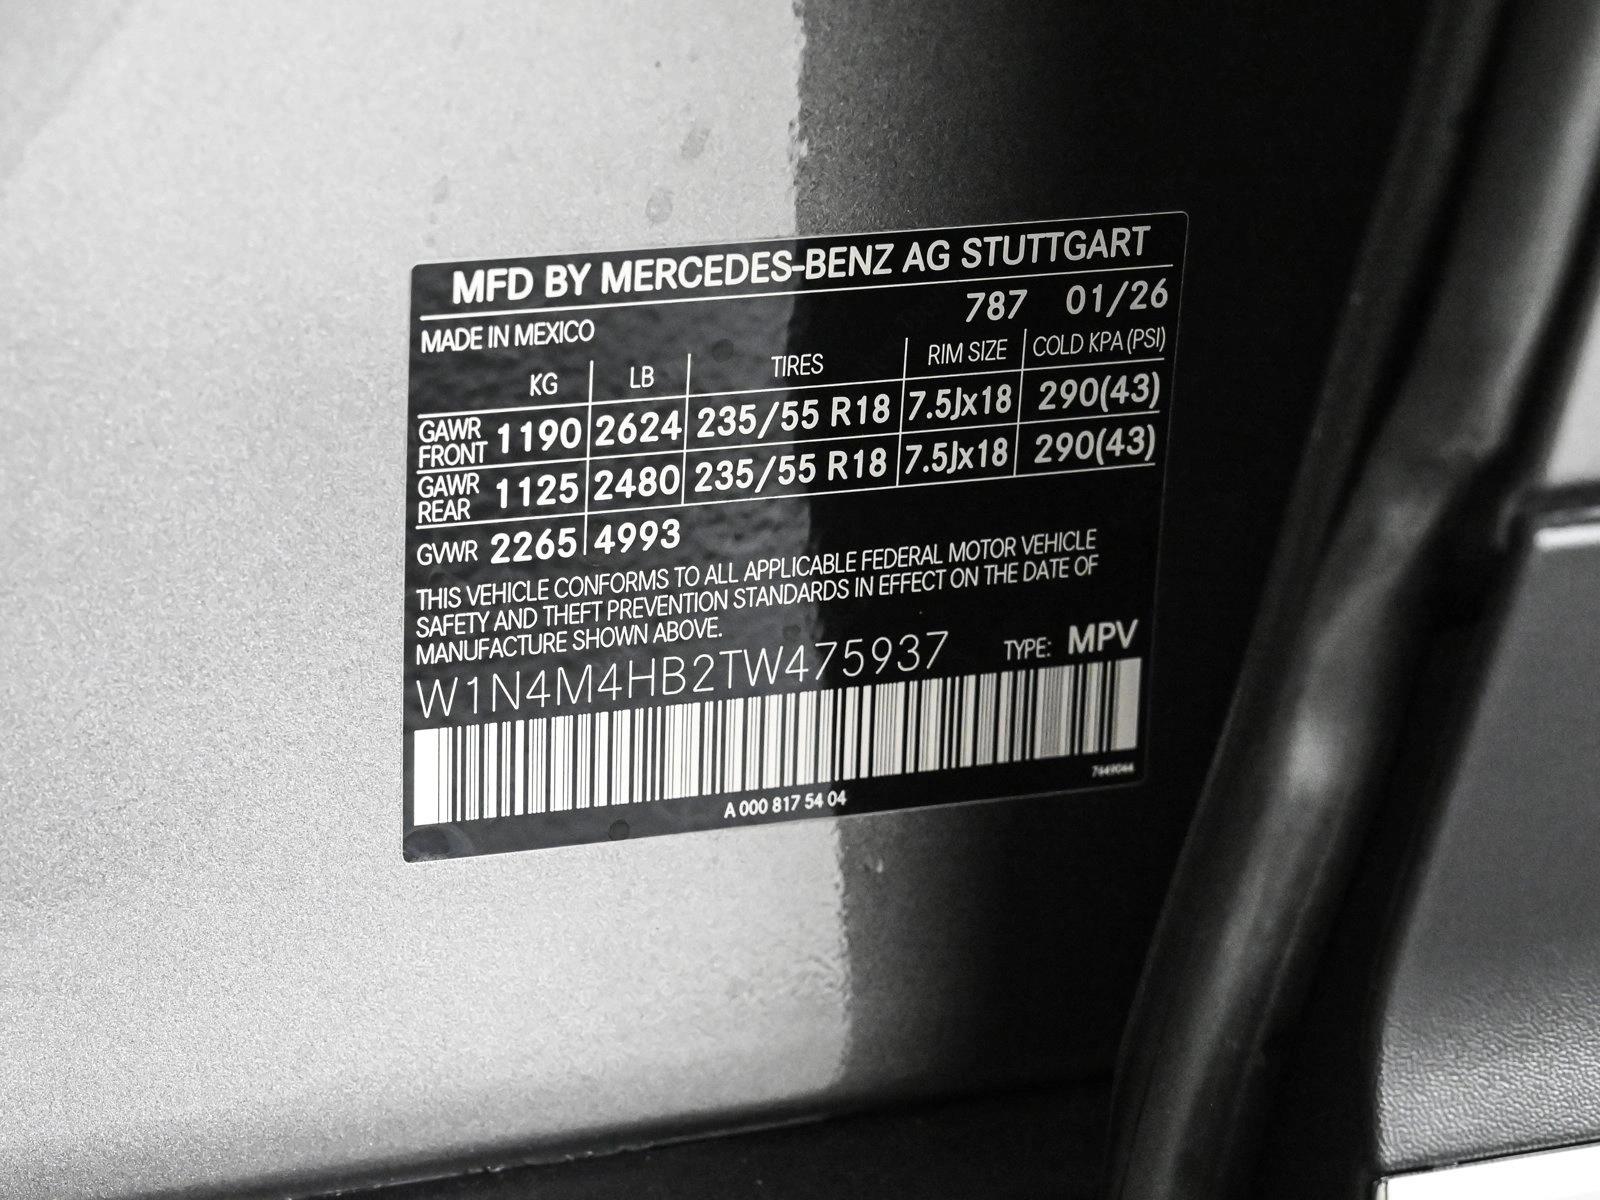 MFD BY MERCEDES-BENZ AG STUTTGART
787 01/26
MADE IN MEXICO
KG LB TIRES RIM SIZE COLD KPA (PSI)
GAWR FRONT 1190 2624 235/55 R18 7.5Jx18 290(43)
GAWR REAR 1125 2480 235/55 R18 7.5Jx18 290(43)
GVWR 2265 4993
THIS VEHICLE CONFORMS TO ALL APPLICABLE FEDERAL MOTOR VEHICLE
SAFETY AND THEFT PREVENTION STANDARDS IN EFFECT ON THE DATE OF
MANUFACTURE SHOWN ABOVE.
W1N4M4HB2TW475937 TYPE: MPV
A 000 817 54 04